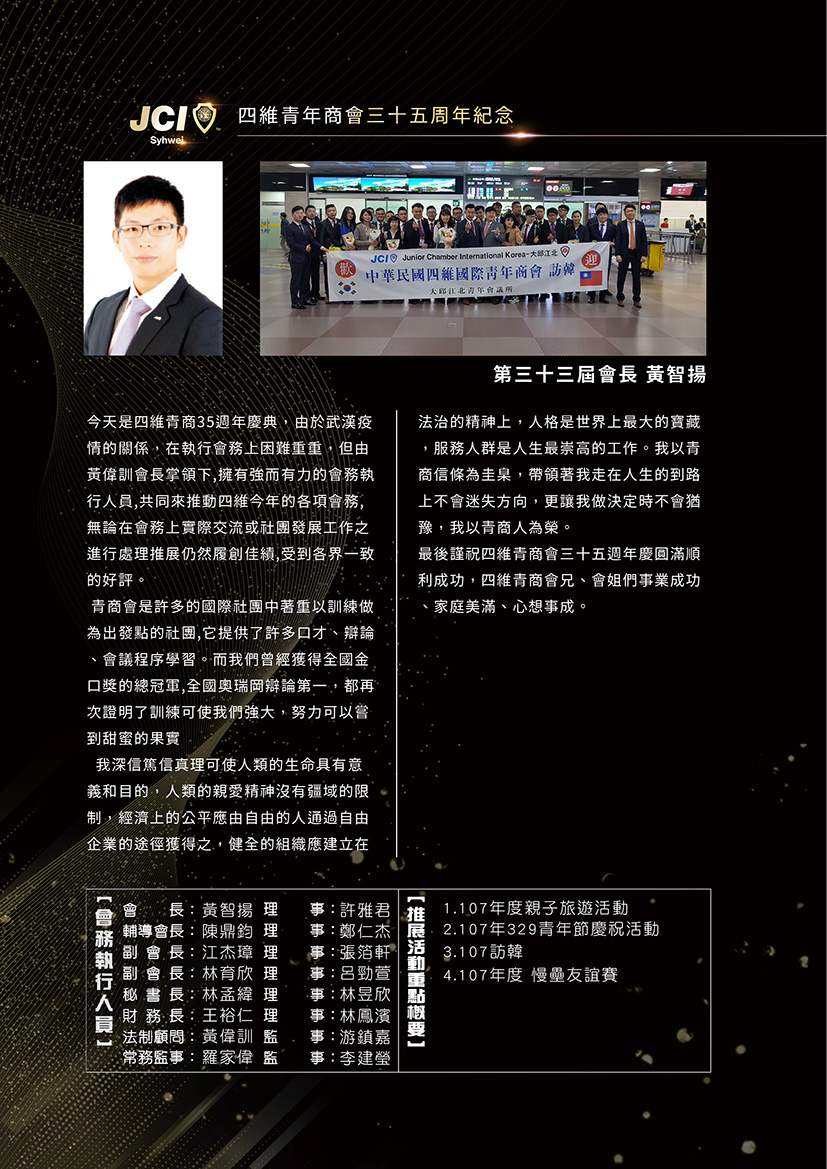 JCI
Syhwei
四維青年商會三十五周年紀念
JCI Junior Chamber International Korea-大邱江北
歡
中華民國四維國際青年商會 訪韓
迎
大邱江北青年會議所
第三十三屆會長 黃智揚
今天是四維青商35週年慶典，由於武漢疫
情的關係，在執行會務上困難重重，但由
黃偉訓會長掌領下,擁有強而有力的會務執
行人員,共同來推動四維今年的各項會務,
無論在會務上實際交流或社團發展工作之
進行處理推展仍然履創佳績,受到各界一致
的好評。
青商會是許多的國際社團中著重以訓練做
為出發點的社團,它提供了許多口才、辯論
、會議程序學習。而我們曾經獲得全國金
口獎的總冠軍,全國奧瑞岡辯論第一，都再
次證明了訓練可使我們強大，努力可以嘗
到甜蜜的果實
我深信篤信真理可使人類的生命具有意
義和目的，人類的親愛精神沒有疆域的限
制，經濟上的公平應由自由的人通過自由
企業的途徑獲得之，健全的組織應建立在
法治的精神上，人格是世界上最大的寶藏
，服務人群是人生最崇高的工作。我以青
商信條為圭臬，帶領著我走在人生的到路
上不會迷失方向，更讓我做決定時不會猶
豫，我以青商人為榮。
最後謹祝四維青商會三十五週年慶圓滿順
利成功，四維青商會兄、會姐們事業成功
、家庭美滿、心想事成。
【會務執行人員】
會長：黃智揚 理事：許雅君
輔導會長：陳鼎鈞 理事：鄭仁杰
副會長：江杰璋 理事：張箔軒
副會長：林育欣 理事：呂勁萱
秘書長：林孟緯 理事：林昱欣
財務長：王裕仁 理事：林鳳濱
法制顧問：黃偉訓 監事：游鎮嘉
常務監事：羅家偉 監事：李建瑩
【推展活動重點概要】
1.107年度親子旅遊活動
2.107年329青年節慶祝活動
3.107訪韓
4.107年度 慢壘友誼賽